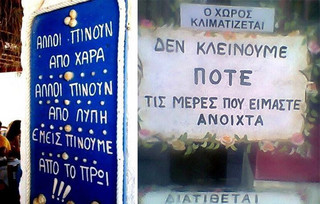 ΑΛΛΟΙ ΠΙΝΟΥΝ
ΑΠΟ ΧΑΡΑ
ΑΛΛΟΙ ΠΙΝΟΥΝ
ΑΠΟ ΛΥΠΗ
ΕΜΕΙΣ ΠΙΝΟΥΜΕ
ΑΠΟ ΤΟ ΠΡΩΙ
!!!
Ο ΧΩΡΟΣ
ΚΛΙΜΑΤΙΖΕΤΑΙ
ΔΕΝ ΚΛΕΙΝΟΥΜΕ
ΠΟΤΕ
ΤΙΣ ΜΕΡΕΣ ΠΟΥ ΕΙΜΑΣΤΕ
ΑΝΟΙΧΤΑ
ΔΙΑΤΙΘΕΤΑΙ